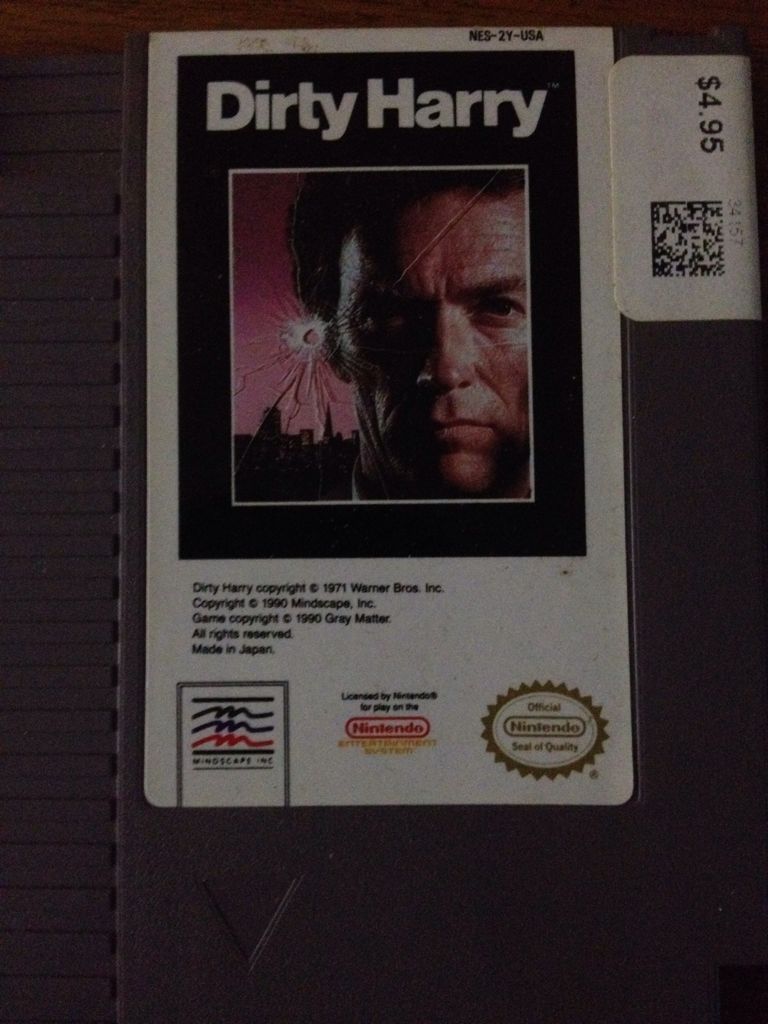 NES-2Y-USA
Dirty Harry™
$4.95
34157
Dirty Harry copyright © 1971 Warner Bros. Inc.
Copyright © 1990 Mindscape, Inc.
Game copyright © 1990 Gray Matter.
All rights reserved.
Made in Japan.
MINDSCAPE INC
Licensed by Nintendo®
for play on the
Nintendo
ENTERTAINMENT
SYSTEM
Official
Nintendo
Seal of Quality
®